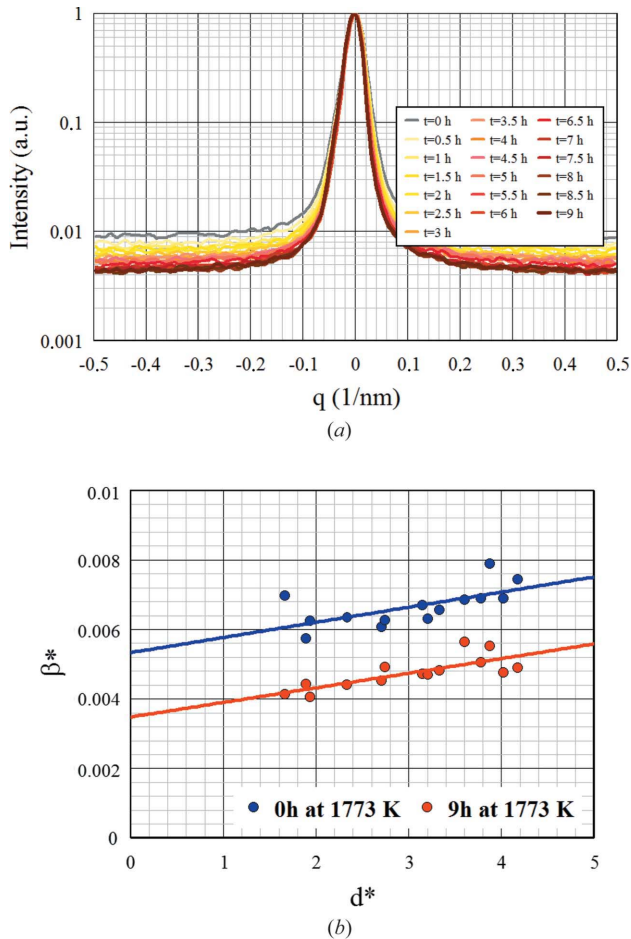 1
0.1
0.01
0.001
Intensity (a.u.)
t=0 h t=3.5 h t=6.5 h
t=0.5 h t=4 h t=7 h
t=1 h t=4.5 h t=7.5 h
t=1.5 h t=5 h t=8 h
t=2 h t=5.5 h t=8.5 h
t=2.5 h t=6 h t=9 h
t=3 h
-0.5 -0.4 -0.3 -0.2 -0.1 0 0.1 0.2 0.3 0.4 0.5
q (1/nm)
(a)
0.01
0.008
0.006
0.004
0.002
0
β*
0h at 1773 K 9h at 1773 K
0 1 2 3 4 5
d*
(b)